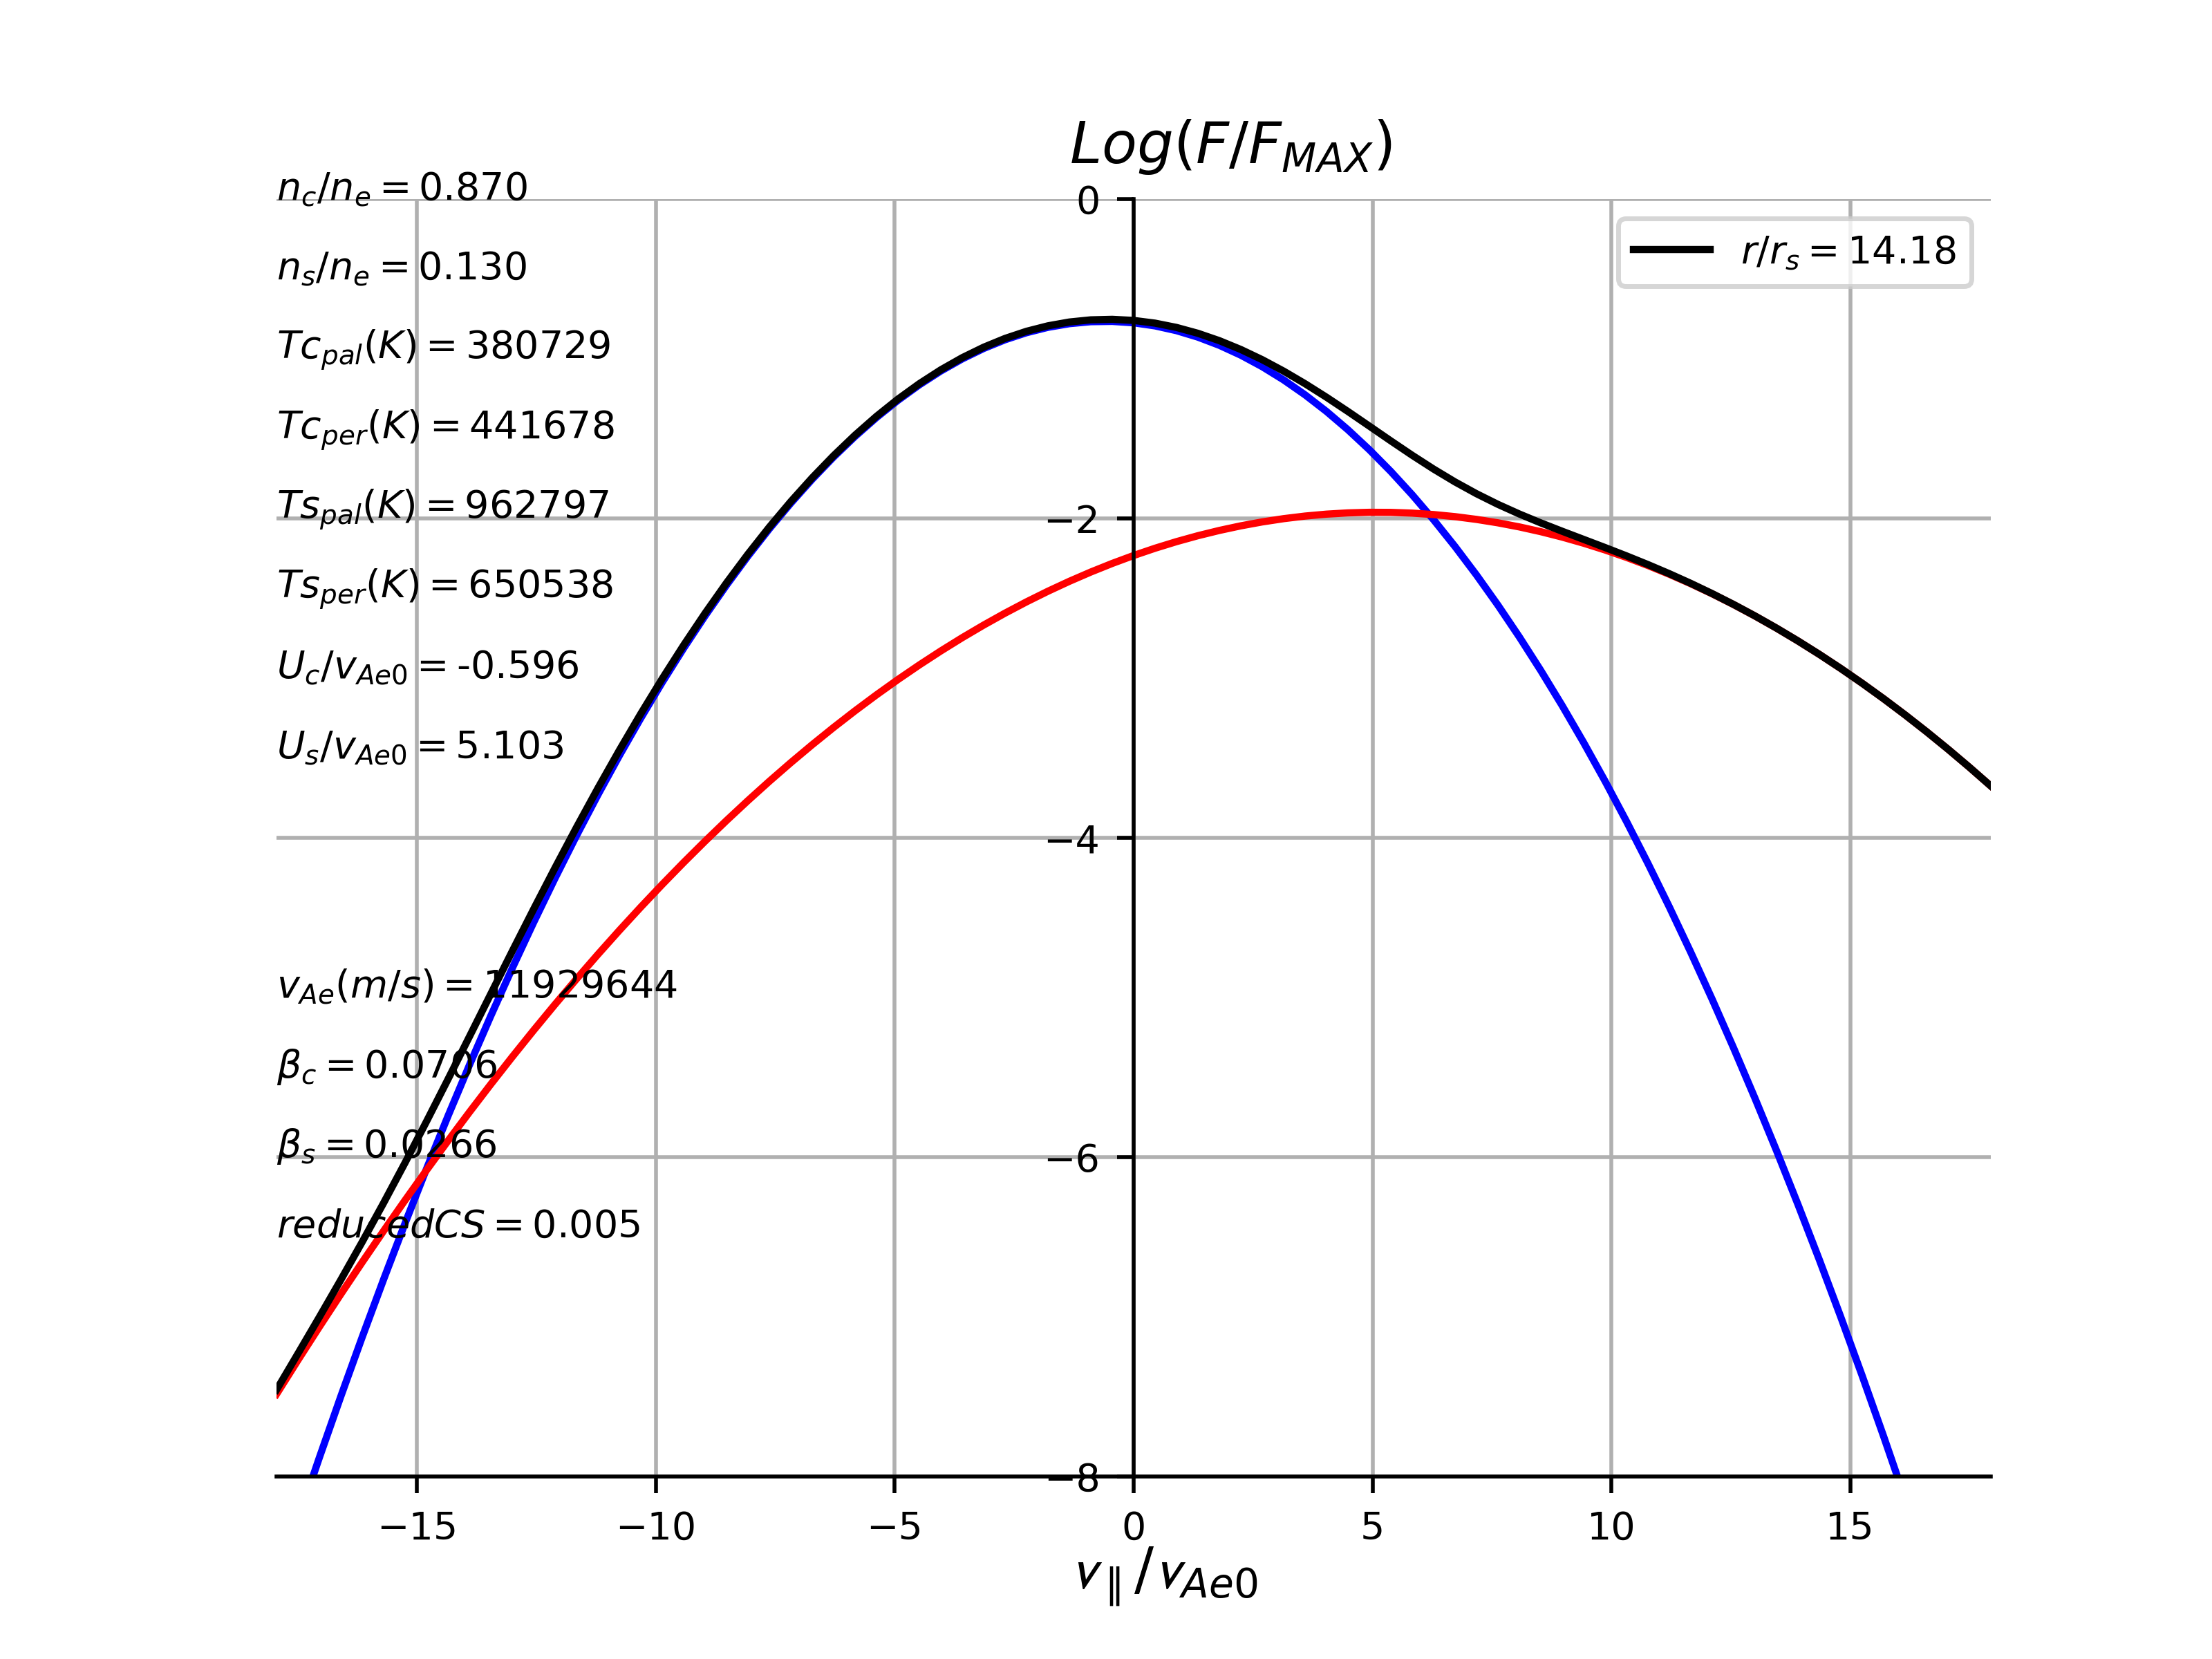 Log(F/F_MAX)
n_c/n_e = 0.870
0
r/r_s = 14.18
n_s/n_e = 0.130
Tc_pal(K) = 380729
Tc_per(K) = 441678
Ts_pal(K) = 962797
−2
Ts_per(K) = 650538
U_c/v_Ae0 = -0.596
U_s/v_Ae0 = 5.103
−4
v_Ae(m/s) = 11929644
β_c = 0.0706
β_s = 0.0266
−6
reducedCS = 0.005
−8
−15 −10 −5 0 5 10 15
v_∥/v_Ae0